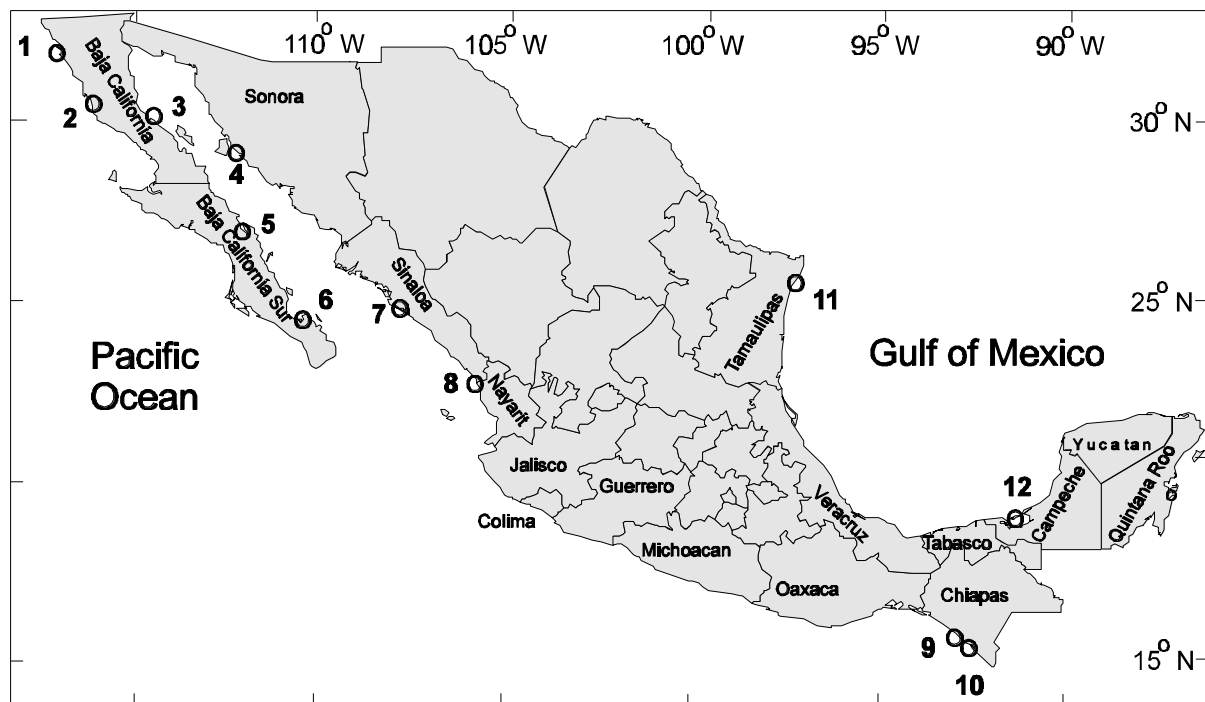 110° W
105° W
100° W
95° W
90° W
1
Baja California
Sonora
2
3
30° N
4
Baja California Sur
5
Sinaloa
6
7
Tamaulipas
11
25° N
Pacific
Ocean
Gulf of Mexico
8
Nayarit
Yucatan
Jalisco
Guerrero
12
Campeche
Quintana Roo
Colima
Veracruz
Michoacan
Tabasco
Oaxaca
Chiapas
9
10
15° N